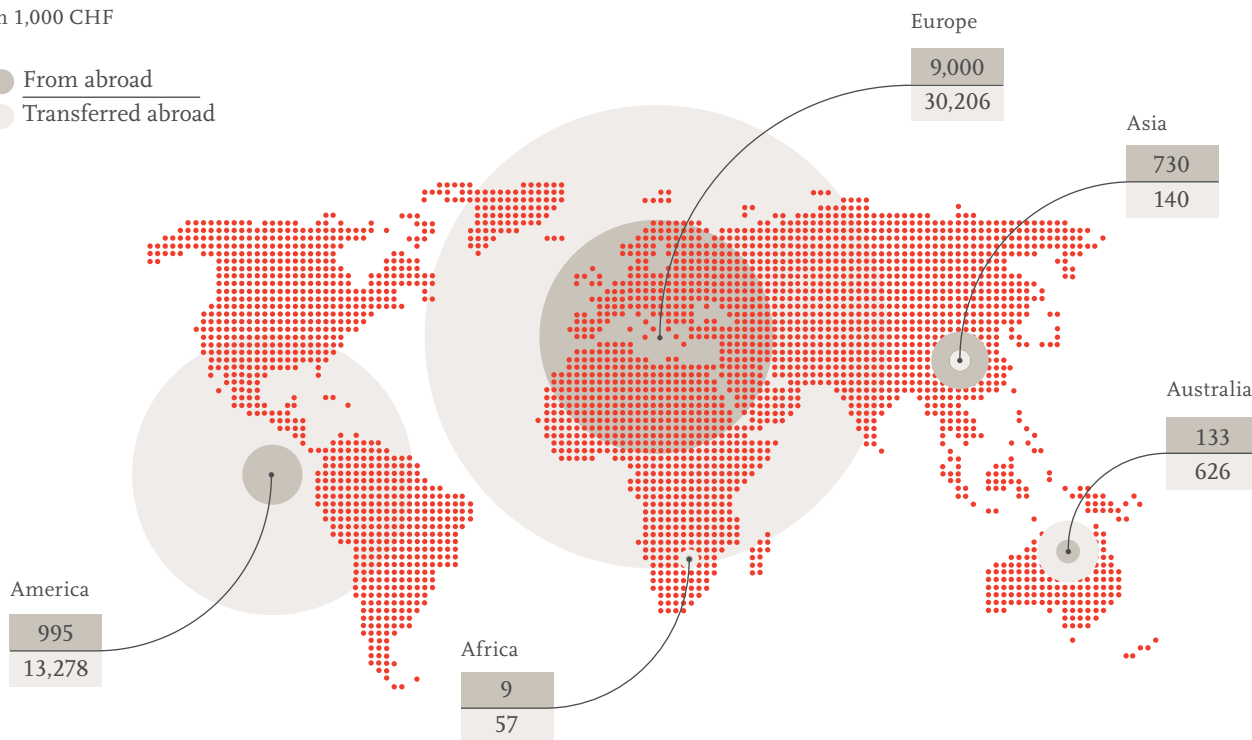 1,000 CHF
From abroad
Transferred abroad
Europe
9,000
30,206
Asia
730
140
Australia
133
626
America
995
13,278
Africa
9
57